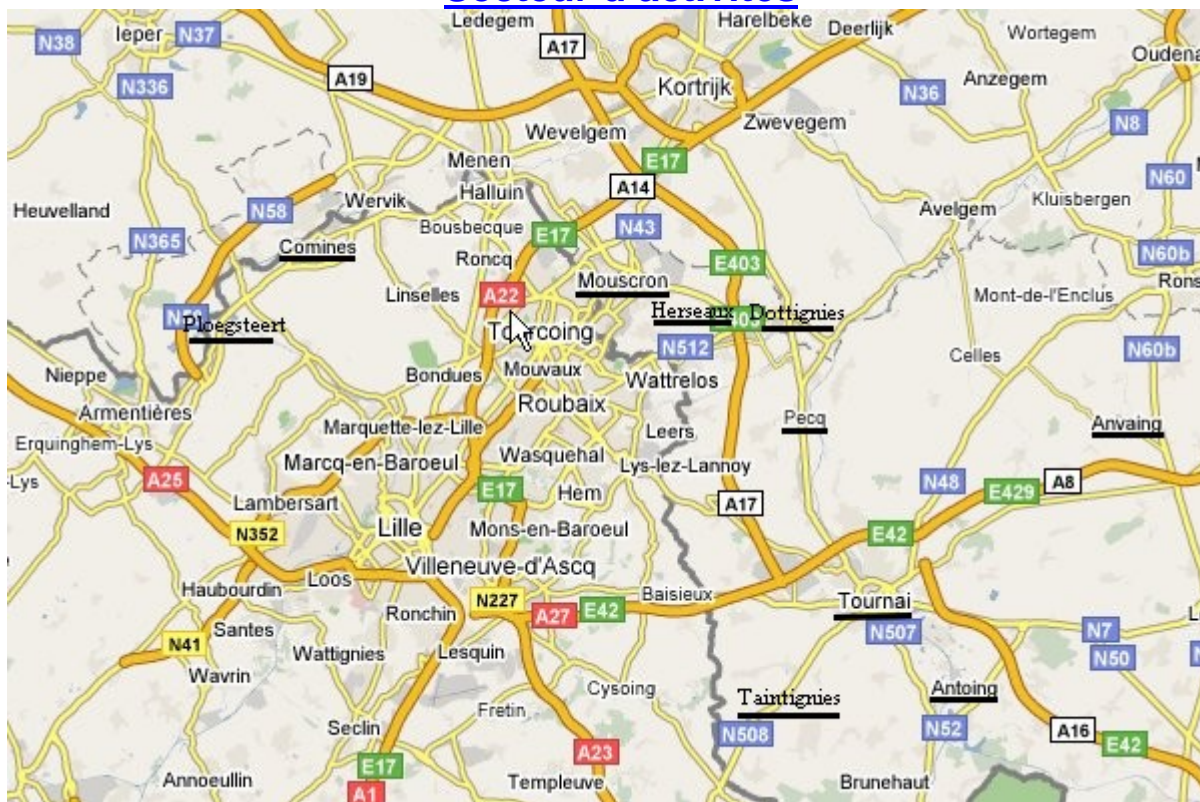 Secteur d'activités
Ledegem
Harelbeke
Deerlijk
Wortegem
N38
Ieper
N37
A17
Anzegem
N336
A19
Kortrijk
N36
Wevelgem
Zwevegem
N8
Menen
E17
N60
Halluin
A14
Heuvelland
N58
Wervik
Avelgem
Kluisbergen
N365
Comines
Bousbecque
E17
N43
N60b
Roncq
E403
Linselles
A22
Mouscron
Mont-de-l'Enclus
Ploegsteert
Herseaux
Dottignies
N512
N60b
Nieppe
Bondues
Mouvaux
Wattrelos
Celles
Armentières
Roubaix
Pecq
Anvaing
Marquette-lez-Lille
Leers
Erquinghem-Lys
Wasquehal
Marcq-en-Baroeul
Lys-lez-Lannoy
-Lys
A25
E17
Hem
N48
E429
A8
Lambersart
A17
N352
Lille
Mons-en-Baroeul
E42
Villeneuve-d'Ascq
Haubourdin
Loos
N227
Baisieux
Tournai
Ronchin
A27
E42
N507
N7
N41
Santes
Wattignies
Lesquin
N50
Wavrin
Cysoing
Taintignies
Antoing
Fretin
Seclin
N508
N52
A16
E42
E17
A23
Annoeullin
A1
Templeuve
Brunehaut